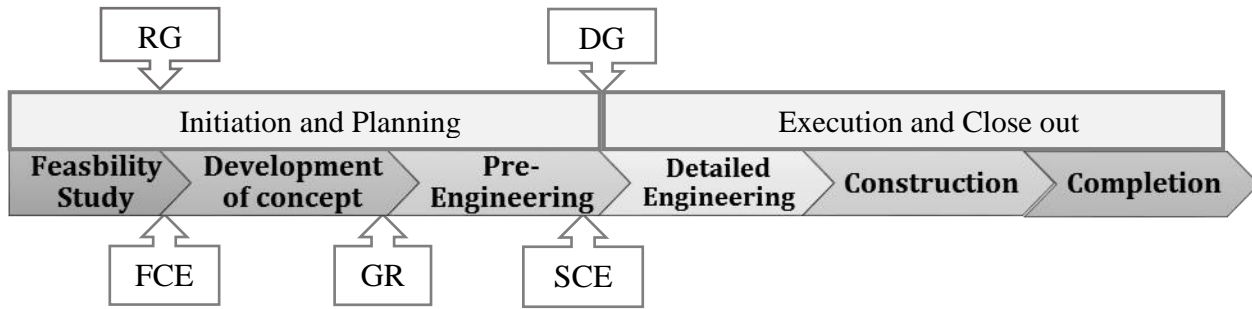 RG
DG
Initiation and Planning
Execution and Close out
Feasbility
Study
Development
of concept
Pre-
Engineering
Detailed
Engineering
Construction
Completion
FCE
GR
SCE